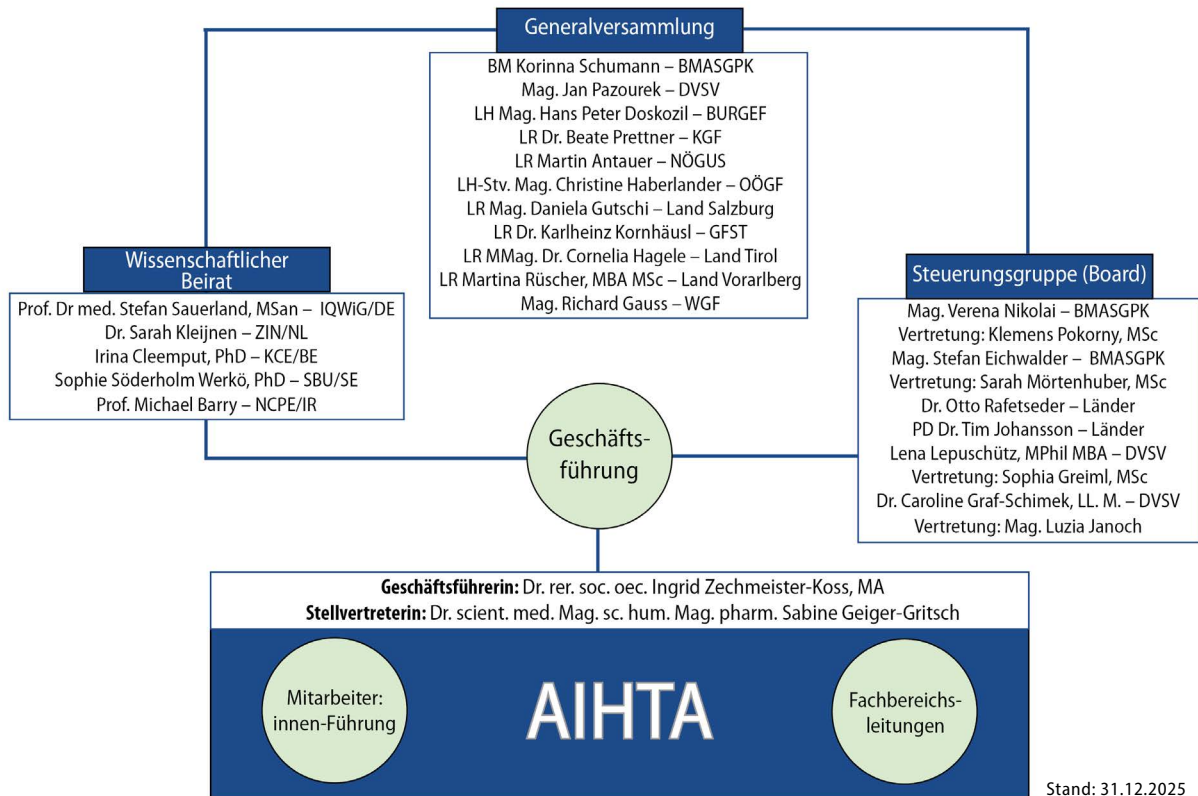 Generalversammlung
BM Korinna Schumann – BMASGPK
Mag. Jan Pazourek – DVSV
LH Mag. Hans Peter Doskozil – BURGEF
LR Dr. Beate Prettner – KGF
LR Martin Antauer – NÖGUS
LH-Stv. Mag. Christine Haberlander – OÖGF
LR Mag. Daniela Gutschi – Land Salzburg
LR Dr. Karlheinz Kornhäusl – GFST
LR MMag. Dr. Cornelia Hagele – Land Tirol
LR Martina Rüscher, MBA MSc – Land Vorarlberg
Mag. Richard Gauss – WGF
Wissenschaftlicher
Beirat
Prof. Dr med. Stefan Sauerland, MSan – IQWiG/DE
Dr. Sarah Kleijnen – ZIN/NL
Irina Cleemput, PhD – KCE/BE
Sophie Söderholm Werkö, PhD – SBU/SE
Prof. Michael Barry – NCPE/IR
Steuerungsgruppe (Board)
Mag. Verena Nikolai – BMASGPK
Vertretung: Klemens Pokorny, MSc
Mag. Stefan Eichwalder – BMASGPK
Vertretung: Sarah Mörtenhuber, MSc
Dr. Otto Rafetseder – Länder
PD Dr. Tim Johansson – Länder
Lena Lepuschütz, MPhil MBA – DVSV
Vertretung: Sophia Greiml, MSc
Dr. Caroline Graf-Schimek, LL. M. – DVSV
Vertretung: Mag. Luzia Janoch
Geschäfts-
führung
Geschäftsführerin: Dr. rer. soc. oec. Ingrid Zechmeister-Koss, MA
Stellvertreterin: Dr. scient. med. Mag. sc. hum. Mag. pharm. Sabine Geiger-Gritsch
Mitarbeiter:
innen-Führung
AIHTA
Fachbereichs-
leitungen
Stand: 31.12.2025